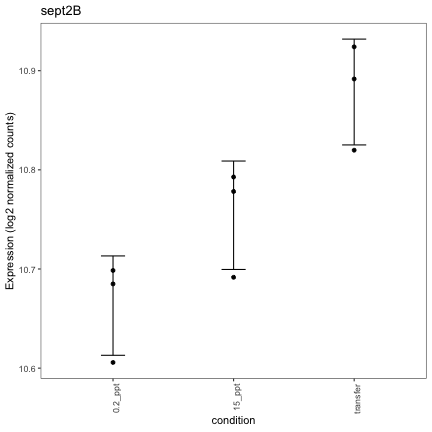 sept2B
Expression (log2 normalized counts)
10.9
10.8
10.7
10.6
0.2_ppt
15_ppt
transfer
condition